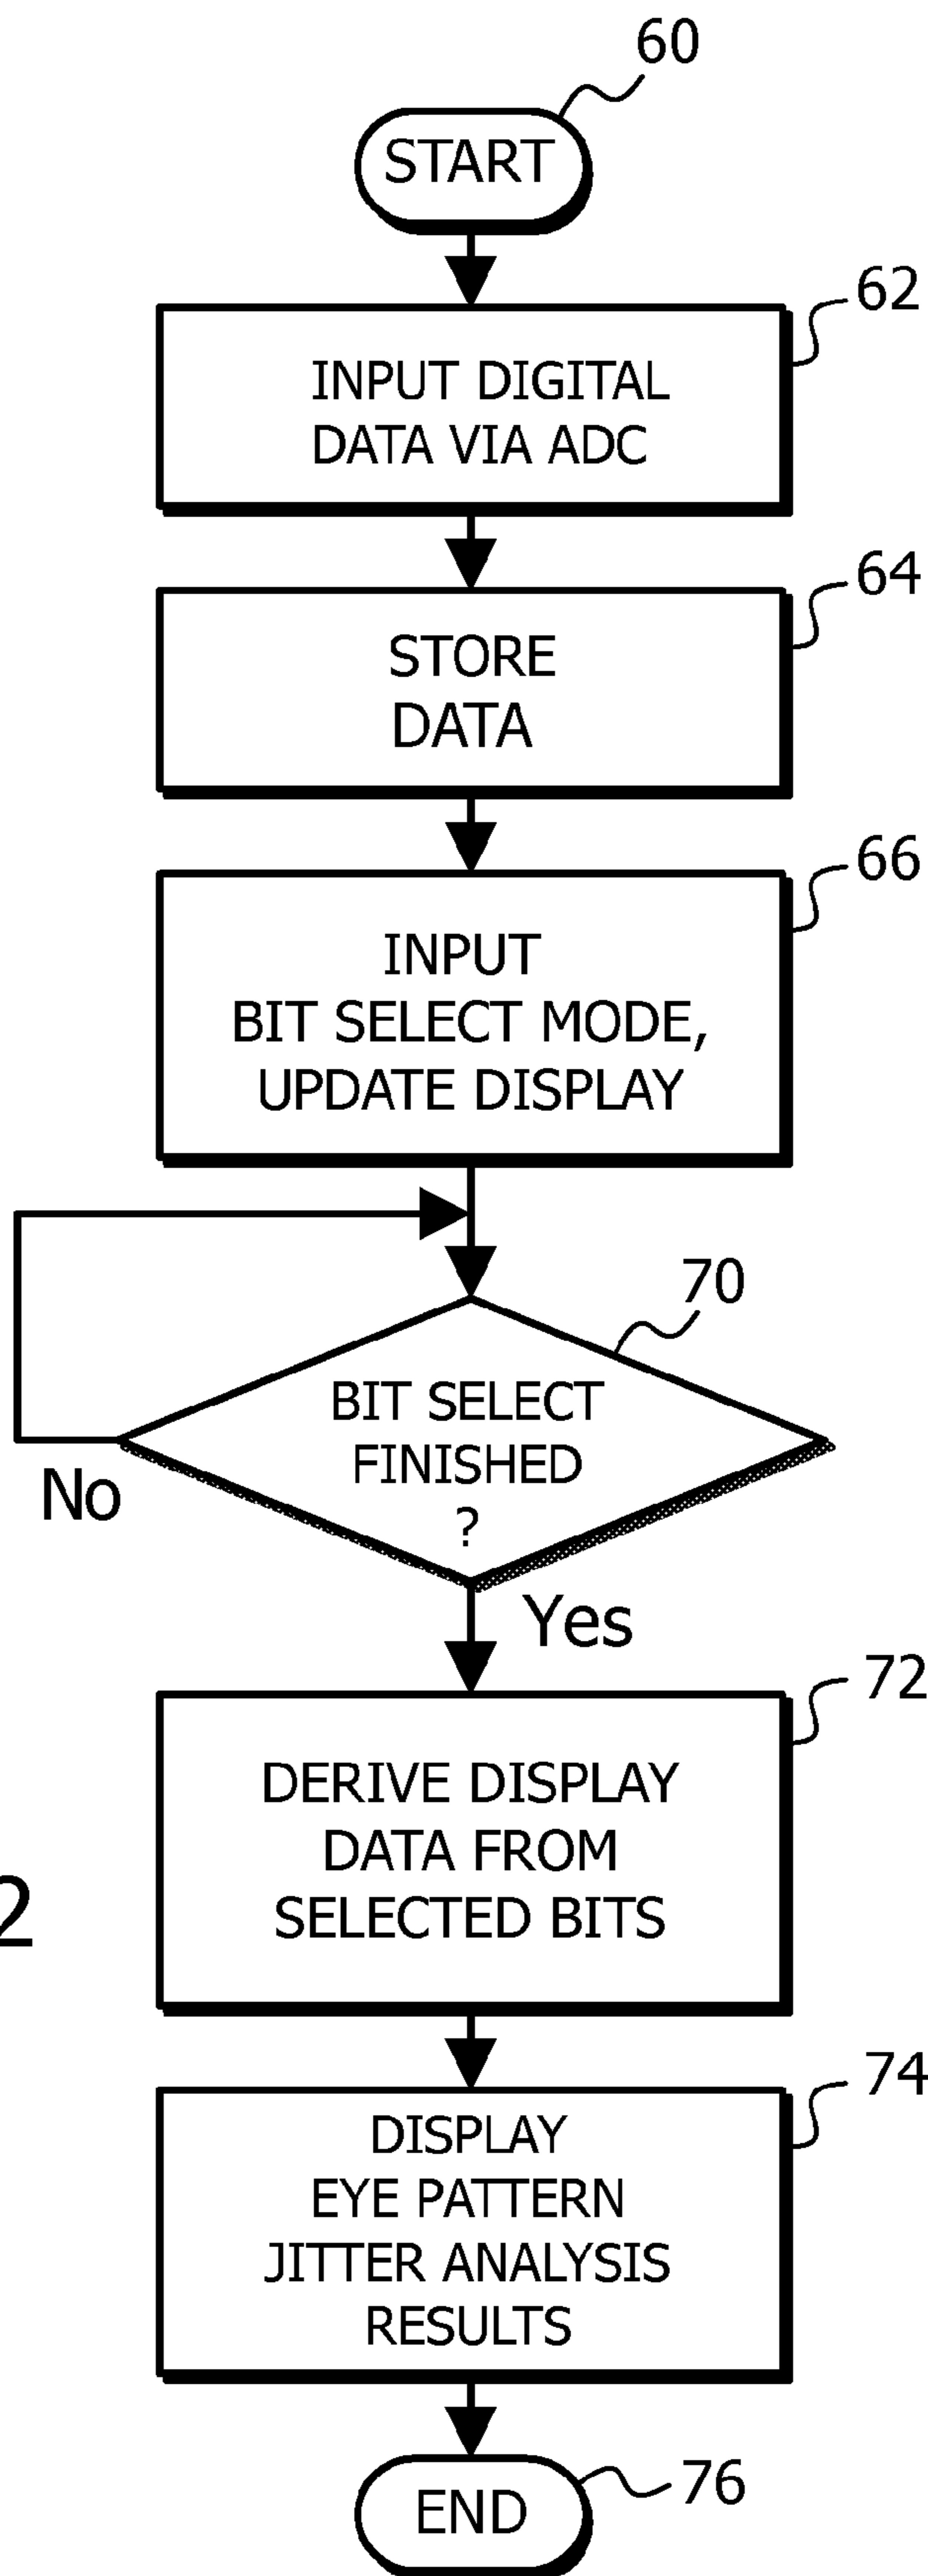 60
START
62
INPUT DIGITAL
DATA VIA ADC
64
STORE
DATA
66
INPUT
BIT SELECT MODE,
UPDATE DISPLAY
70
BIT SELECT
FINISHED
?
No
Yes
72
DERIVE DISPLAY
DATA FROM
SELECTED BITS
2
74
DISPLAY
EYE PATTERN
JITTER ANALYSIS
RESULTS
END
76